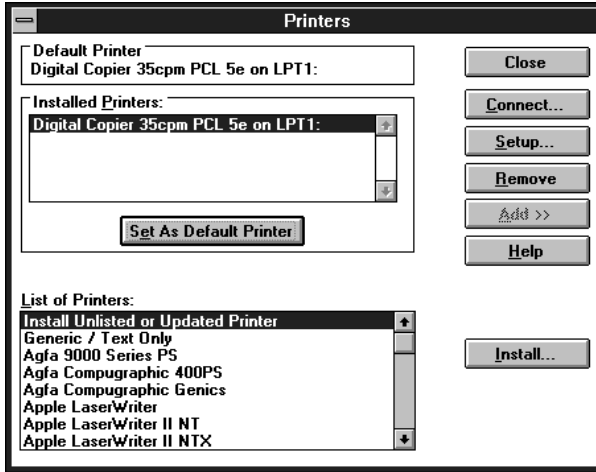 Printers
Default Printer
Digital Copier 35cpm PCL 5e on LPT1:
Installed Printers:
Digital Copier 35cpm PCL 5e on LPT1:
Set As Default Printer
List of Printers:
Install Unlisted or Updated Printer
Generic / Text Only
Agfa 9000 Series PS
Agfa Compugraphic 400PS
Agfa Compugraphic Genics
Apple LaserWriter
Apple LaserWriter II NT
Apple LaserWriter II NTX
Close
Connect...
Setup...
Remove
Add >>
Help
Install...